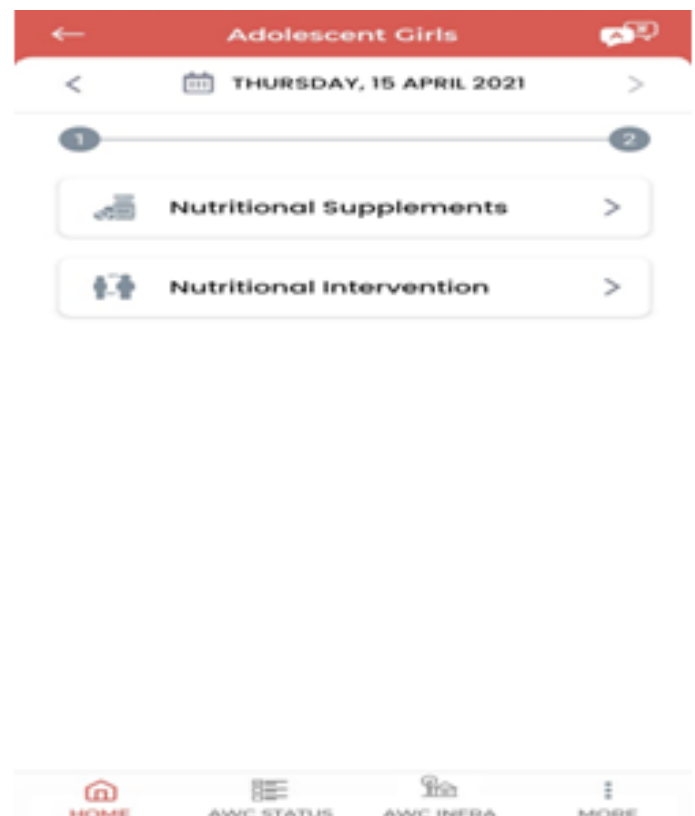 Adolescent Girls
THURSDAY, 15 APRIL 2021
1 2
Nutritional Supplements
Nutritional Intervention
HOME AWC STATUS AWC INFRA MORE